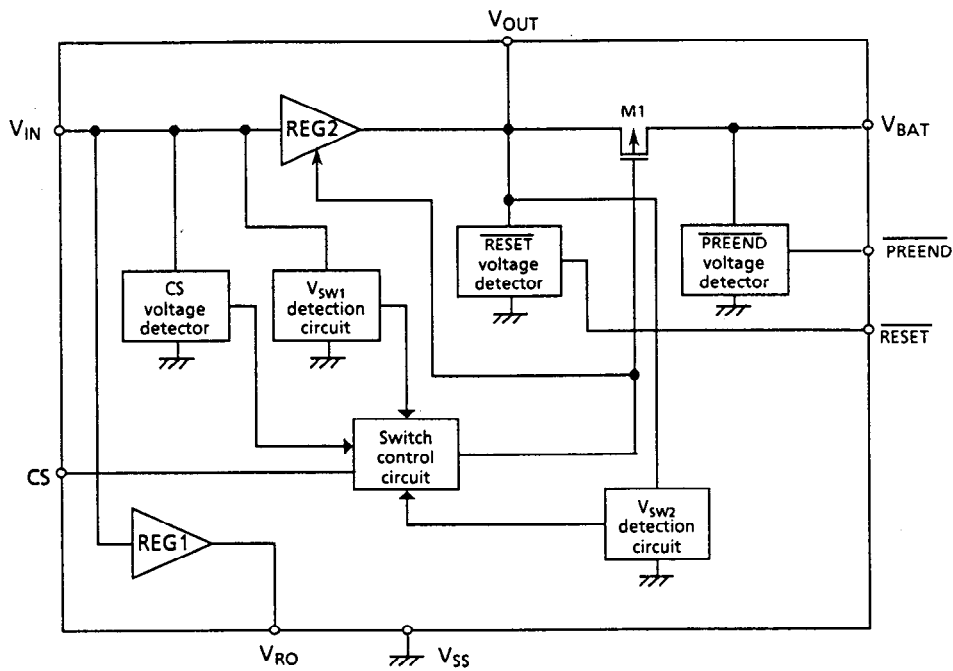 VOUT
M1
VIN
REG2
VBAT
RESET
voltage
detector
PREEND
voltage
detector
PREEND
CS
voltage
detector
VSW1
detection
circuit
RESET
Switch
control
circuit
CS
VSW2
detection
circuit
REG1
VRO
VSS